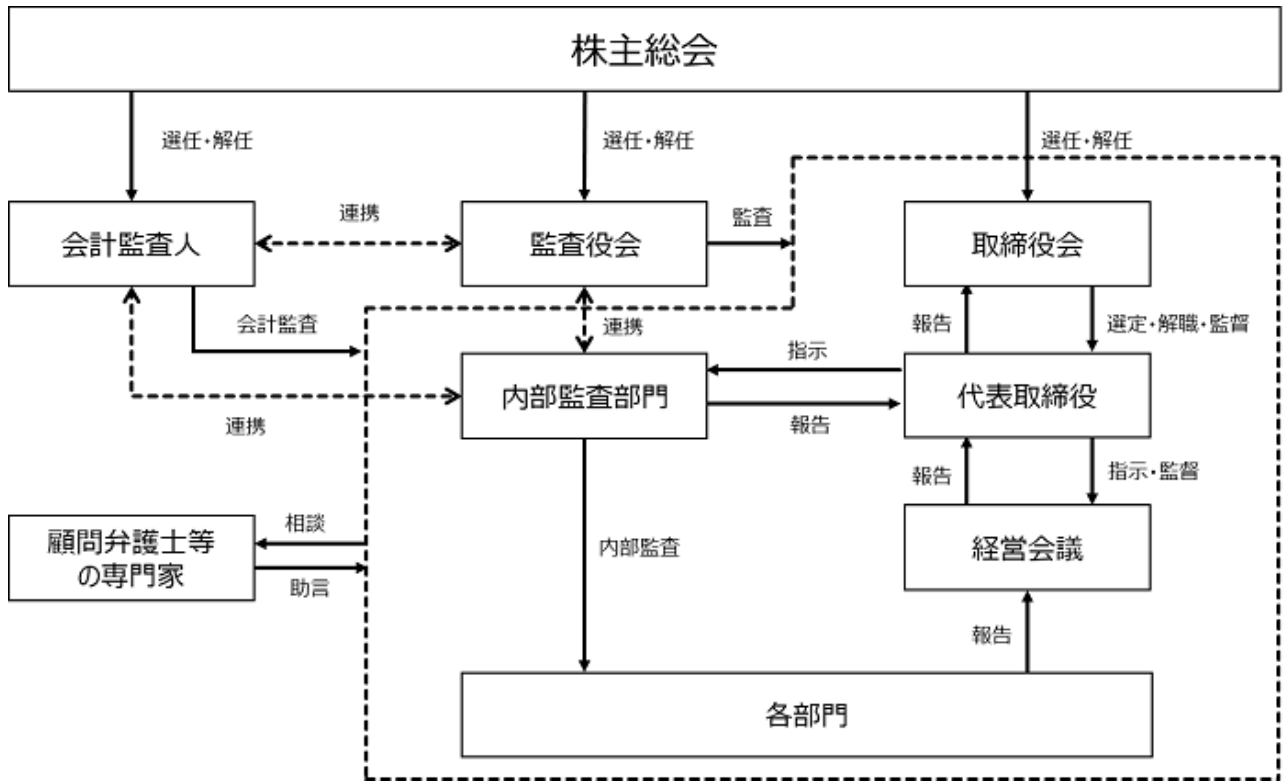 株主総会
選任・解任
選任・解任
選任・解任
会計監査人
連携
監査役会
監査
取締役会
会計監査
連携
報告
選定・解職・監督
内部監査部門
指示
報告
代表取締役
連携
報告
指示・監督
顧問弁護士等
の専門家
相談
助言
内部監査
経営会議
報告
各部門